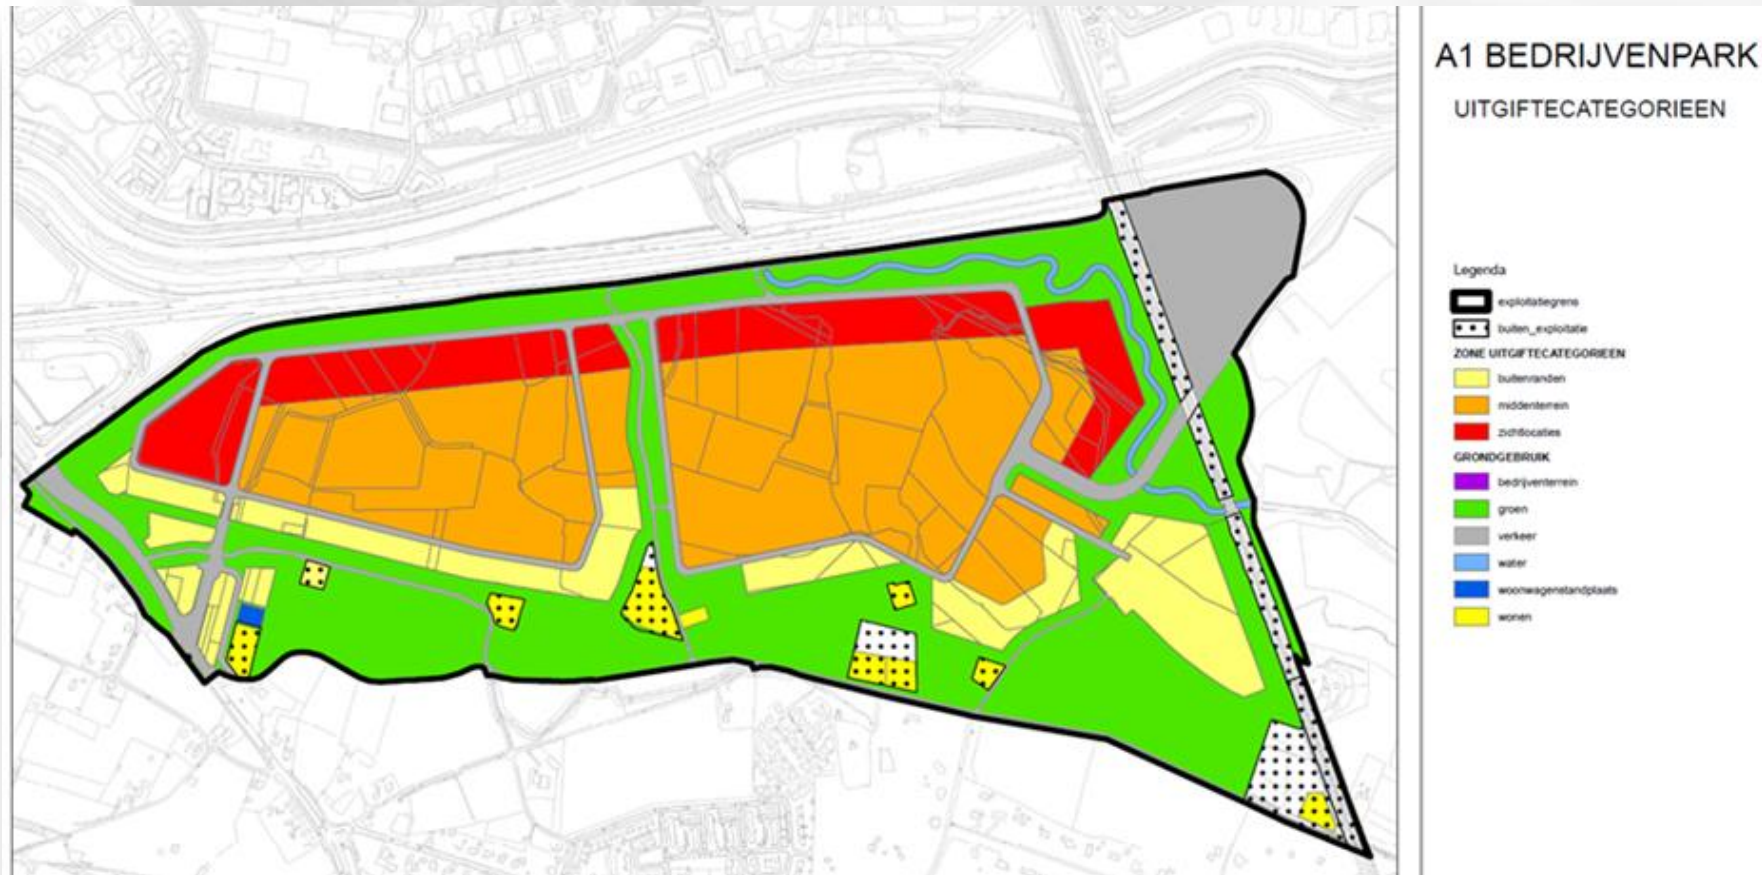 A1 BEDRIJVENPARK
UITGIFTECATEGORIEEN
Legenda
exploitatiegrens
buiten_exploitatie
ZONE UITGIFTECATEGORIEEN
buitenranden
middenterrein
zichtlocaties
GRONDGEBRUIK
bedrijventerrein
groen
verkeer
water
woonwagenstandplaats
wonen